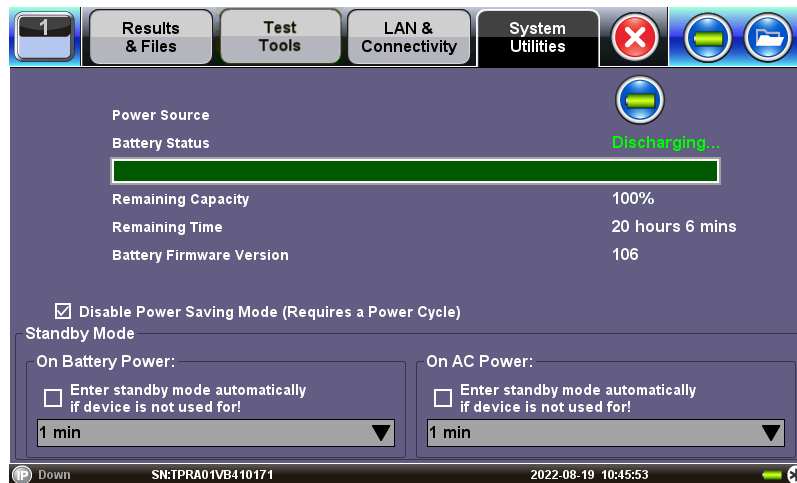 1
Results
& Files
Test
Tools
LAN &
Connectivity
System
Utilities
Power Source
Battery Status
Discharging...
Remaining Capacity
100%
Remaining Time
20 hours 6 mins
Battery Firmware Version
106
Disable Power Saving Mode (Requires a Power Cycle)
Standby Mode
On Battery Power:
Enter standby mode automatically
if device is not used for!
1 min
On AC Power:
Enter standby mode automatically
if device is not used for!
1 min
IP Down
SN:TPRA01VB410171
2022-08-19 10:45:53